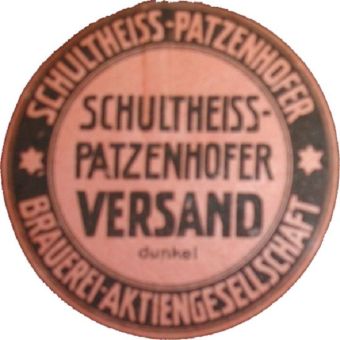 SCHULTHEISS-PATZENHOFER
SCHULTHEISS-
PATZENHOFER
VERSAND
dunkel
BRAUEREI-AKTIENGESELLSCHAFT